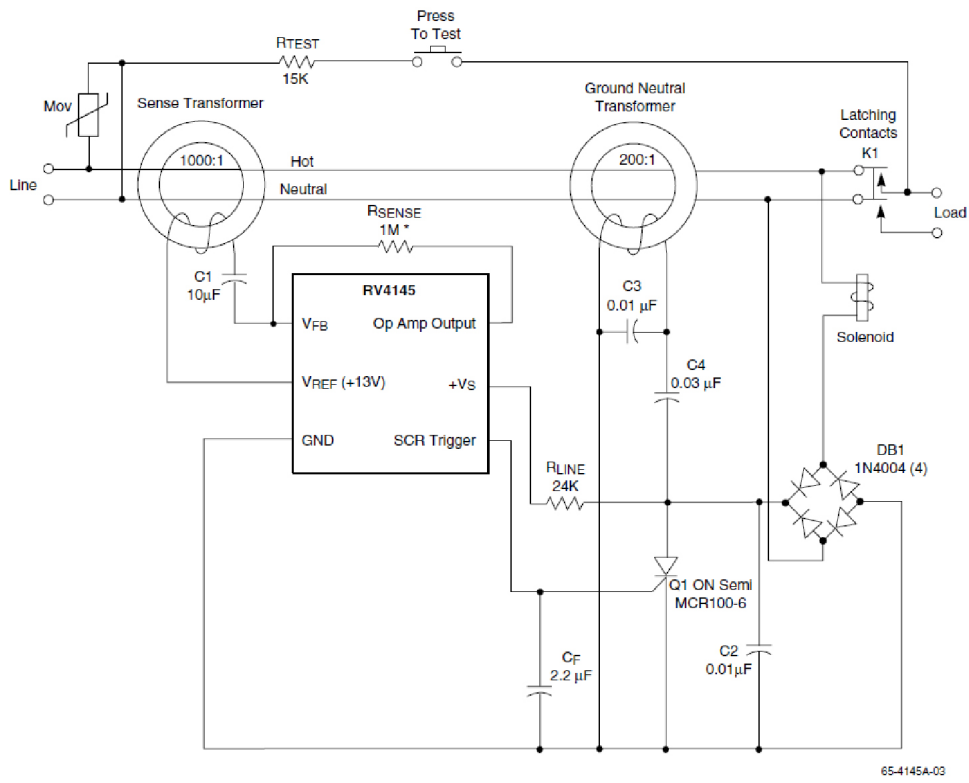 Press
To Test
RTEST
15K
Mov
Sense Transformer
Ground Neutral
Transformer
Latching
Contacts
K1
1000:1
Hot
200:1
Line
Neutral
Load
RSENSE
1M *
C1
10µF
RV4145
VFB
Op Amp Output
VREF (+13V)
+VS
GND
SCR Trigger
C3
0.01 µF
Solenoid
C4
0.03 µF
RLINE
24K
DB1
1N4004 (4)
Q1 ON Semi
MCR100-6
CF
2.2 µF
C2
0.01µF
65-4145A-03